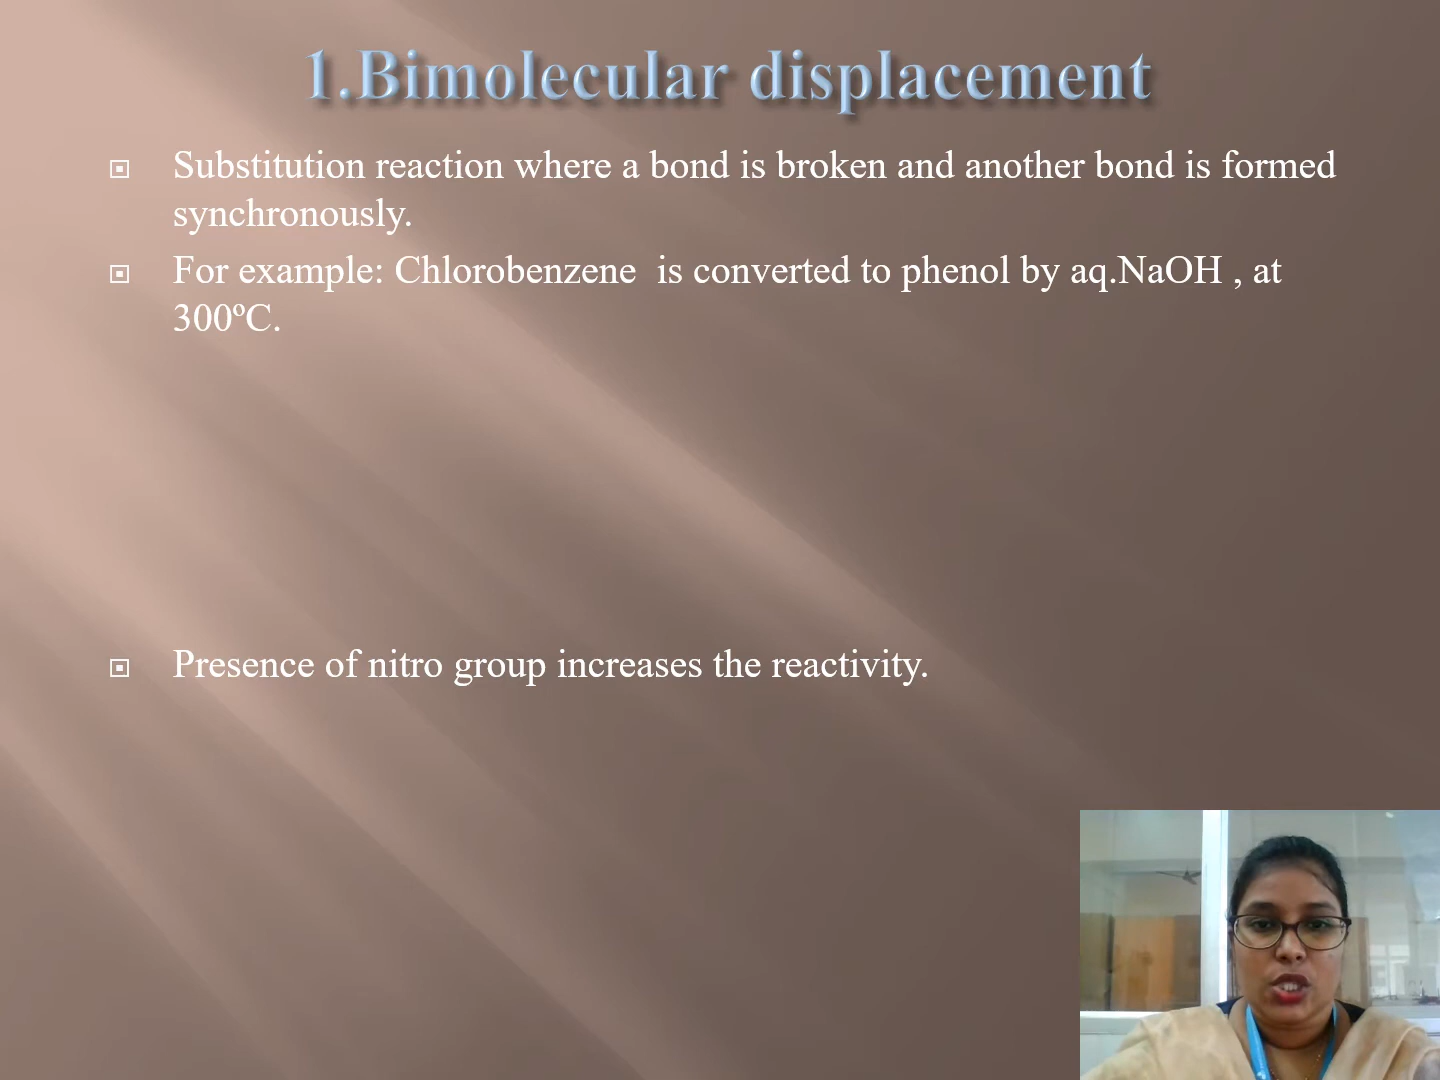 1.Bimolecular displacement
Substitution reaction where a bond is broken and another bond is formed
synchronously.
For example: Chlorobenzene  is converted to phenol by aq.NaOH , at
300ºC.
Presence of nitro group increases the reactivity.